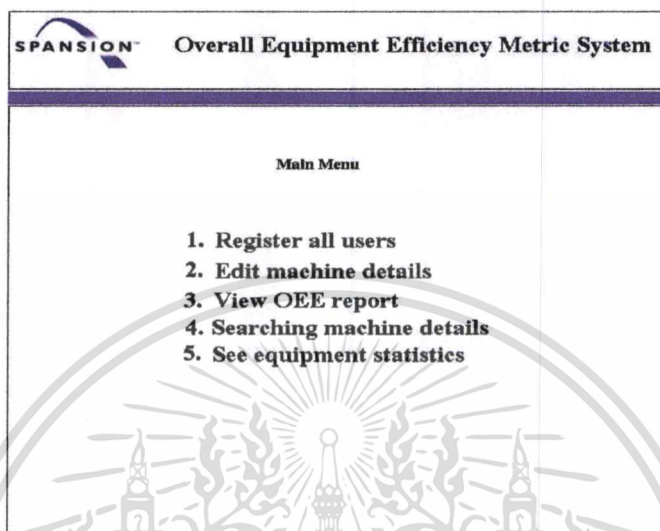 SPANSION™
Overall Equipment Efficiency Metric System
Main Menu
1. Register all users
2. Edit machine details
3. View OEE report
4. Searching machine details
5. See equipment statistics